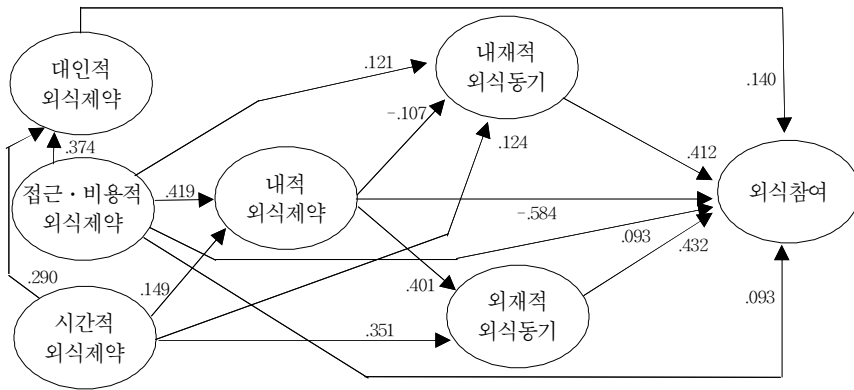 대인적
외식제약
내재적
외식동기
.121
.140
-.107
.124
.374
.412
접근·비용적
외식제약
.419
내적
외식제약
외식참여
-.584
.093
.432
.290
.149
.401
.093
시간적
외식제약
.351
외재적
외식동기